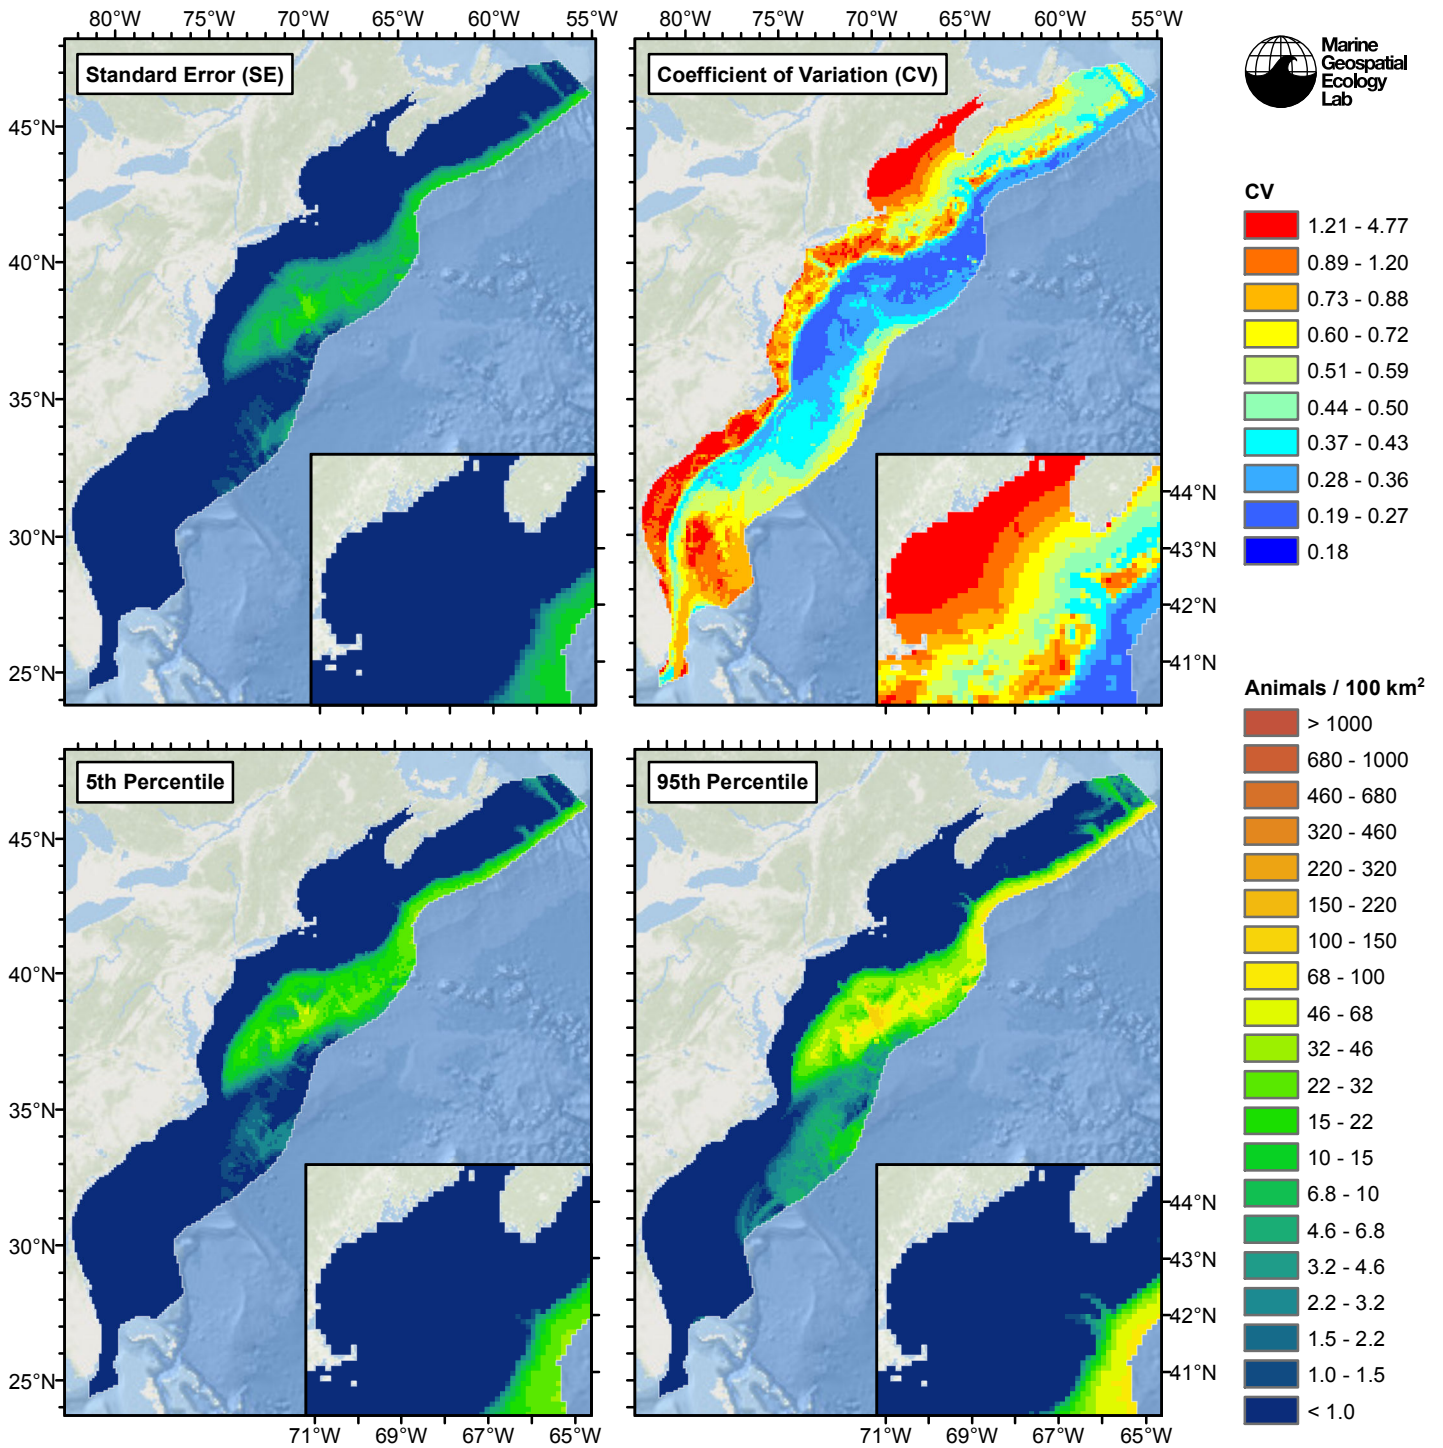 80°W 75°W 70°W 65°W 60°W 55°W
80°W 75°W 70°W 65°W 60°W 55°W
Standard Error (SE)
Coefficient of Variation (CV)
Marine
Geospatial
Ecology
Lab
45°N
40°N
35°N
30°N
25°N
44°N
43°N
42°N
41°N
CV
1.21 - 4.77
0.89 - 1.20
0.73 - 0.88
0.60 - 0.72
0.51 - 0.59
0.44 - 0.50
0.37 - 0.43
0.28 - 0.36
0.19 - 0.27
0.18
5th Percentile
95th Percentile
45°N
40°N
35°N
30°N
25°N
44°N
43°N
42°N
41°N
71°W 69°W 67°W 65°W
71°W 69°W 67°W 65°W
Animals / 100 km²
> 1000
680 - 1000
460 - 680
320 - 460
220 - 320
150 - 220
100 - 150
68 - 100
46 - 68
32 - 46
22 - 32
15 - 22
10 - 15
6.8 - 10
4.6 - 6.8
3.2 - 4.6
2.2 - 3.2
1.5 - 2.2
1.0 - 1.5
< 1.0